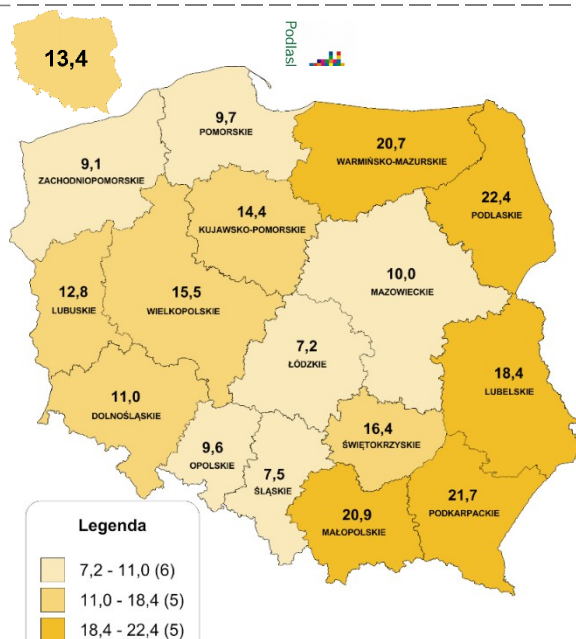 13,4
Podlasl
9,7
POMORSKIE
9,1
ZACHODNIOPOMORSKIE
20,7
WARMIŃSKO-MAZURSKIE
22,4
PODLASKIE
14,4
KUJAWSKO-POMORSKIE
10,0
MAZOWIECKIE
12,8
LUBUSKIE
15,5
WIELKOPOLSKIE
7,2
ŁÓDZKIE
18,4
LUBELSKIE
11,0
DOLNOŚLĄSKIE
16,4
ŚWIĘTOKRZYSKIE
9,6
OPOLSKIE
7,5
ŚLĄSKIE
20,9
MAŁOPOLSKIE
21,7
PODKARPACKIE
Legenda
7,2 - 11,0 (6)
11,0 - 18,4 (5)
18,4 - 22,4 (5)